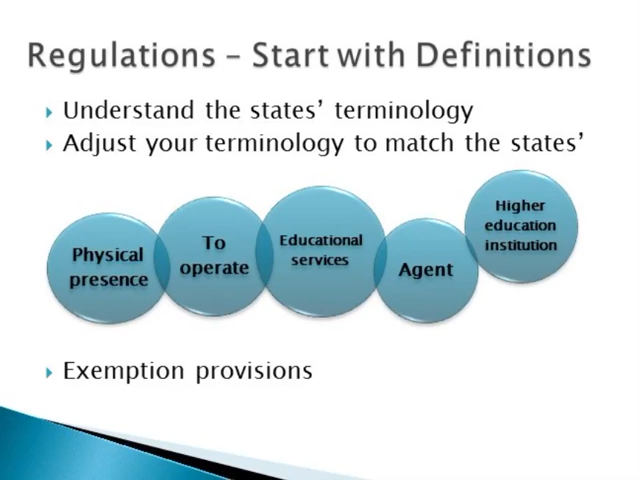 Regulations – Start with Definitions
Understand the states’ terminology
Adjust your terminology to match the states’
Physical
presence
To
operate
Educational
services
Agent
Higher
education
institution
Exemption provisions